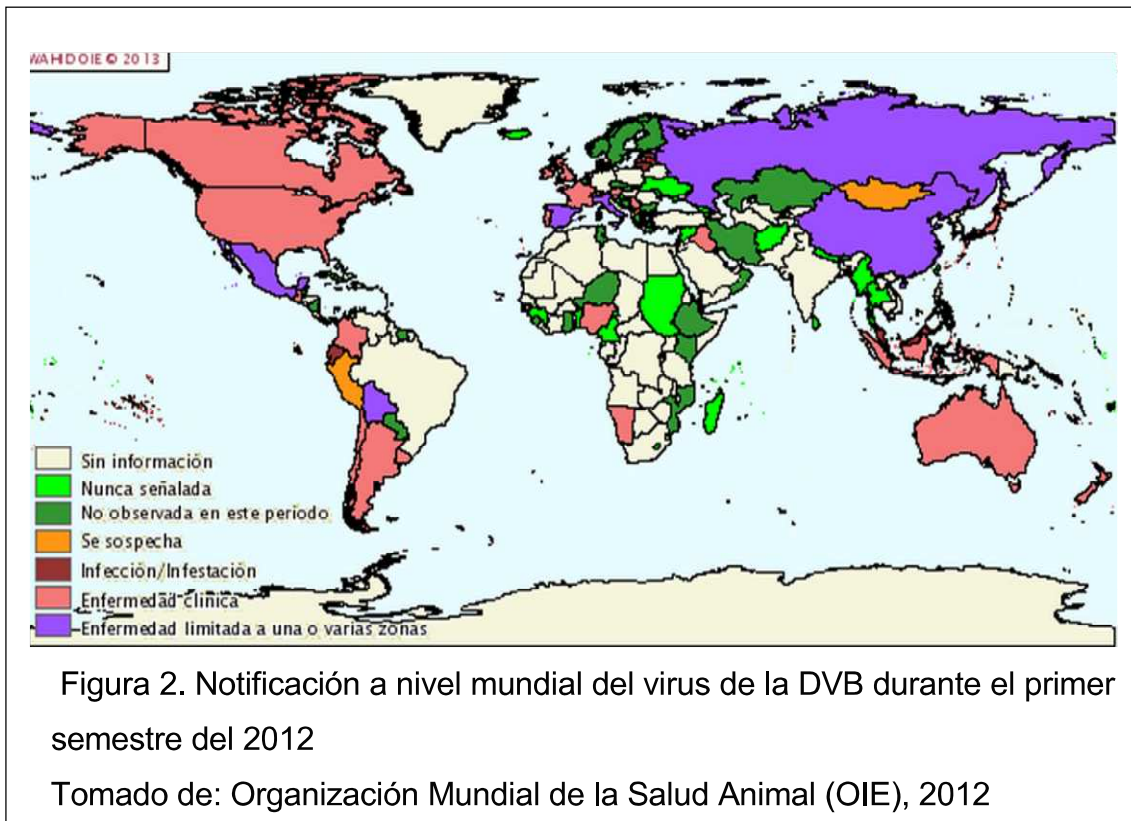 WAHIDOIE © 2013
Sin información
Nunca señalada
No observada en este período
Se sospecha
Infección/Infestación
Enfermedad clínica
Enfermedad limitada a una o varias zonas
Figura 2. Notificación a nivel mundial del virus de la DVB durante el primer
semestre del 2012
Tomado de: Organización Mundial de la Salud Animal (OIE), 2012